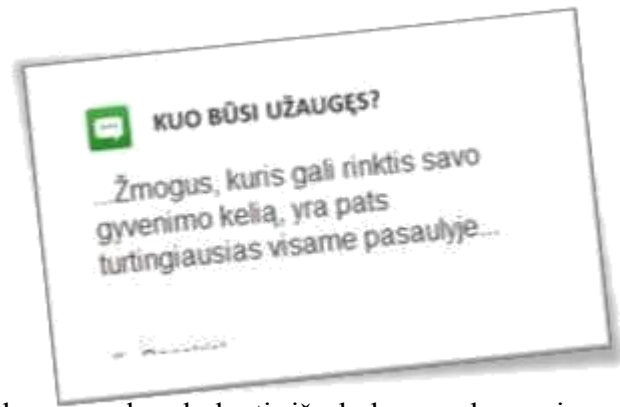 KUO BŪSI UŽAUGĘS?
...Žmogus, kuris gali rinktis savo
gyvenimo kelią, yra pats
turtingiausias visame pasaulyje...